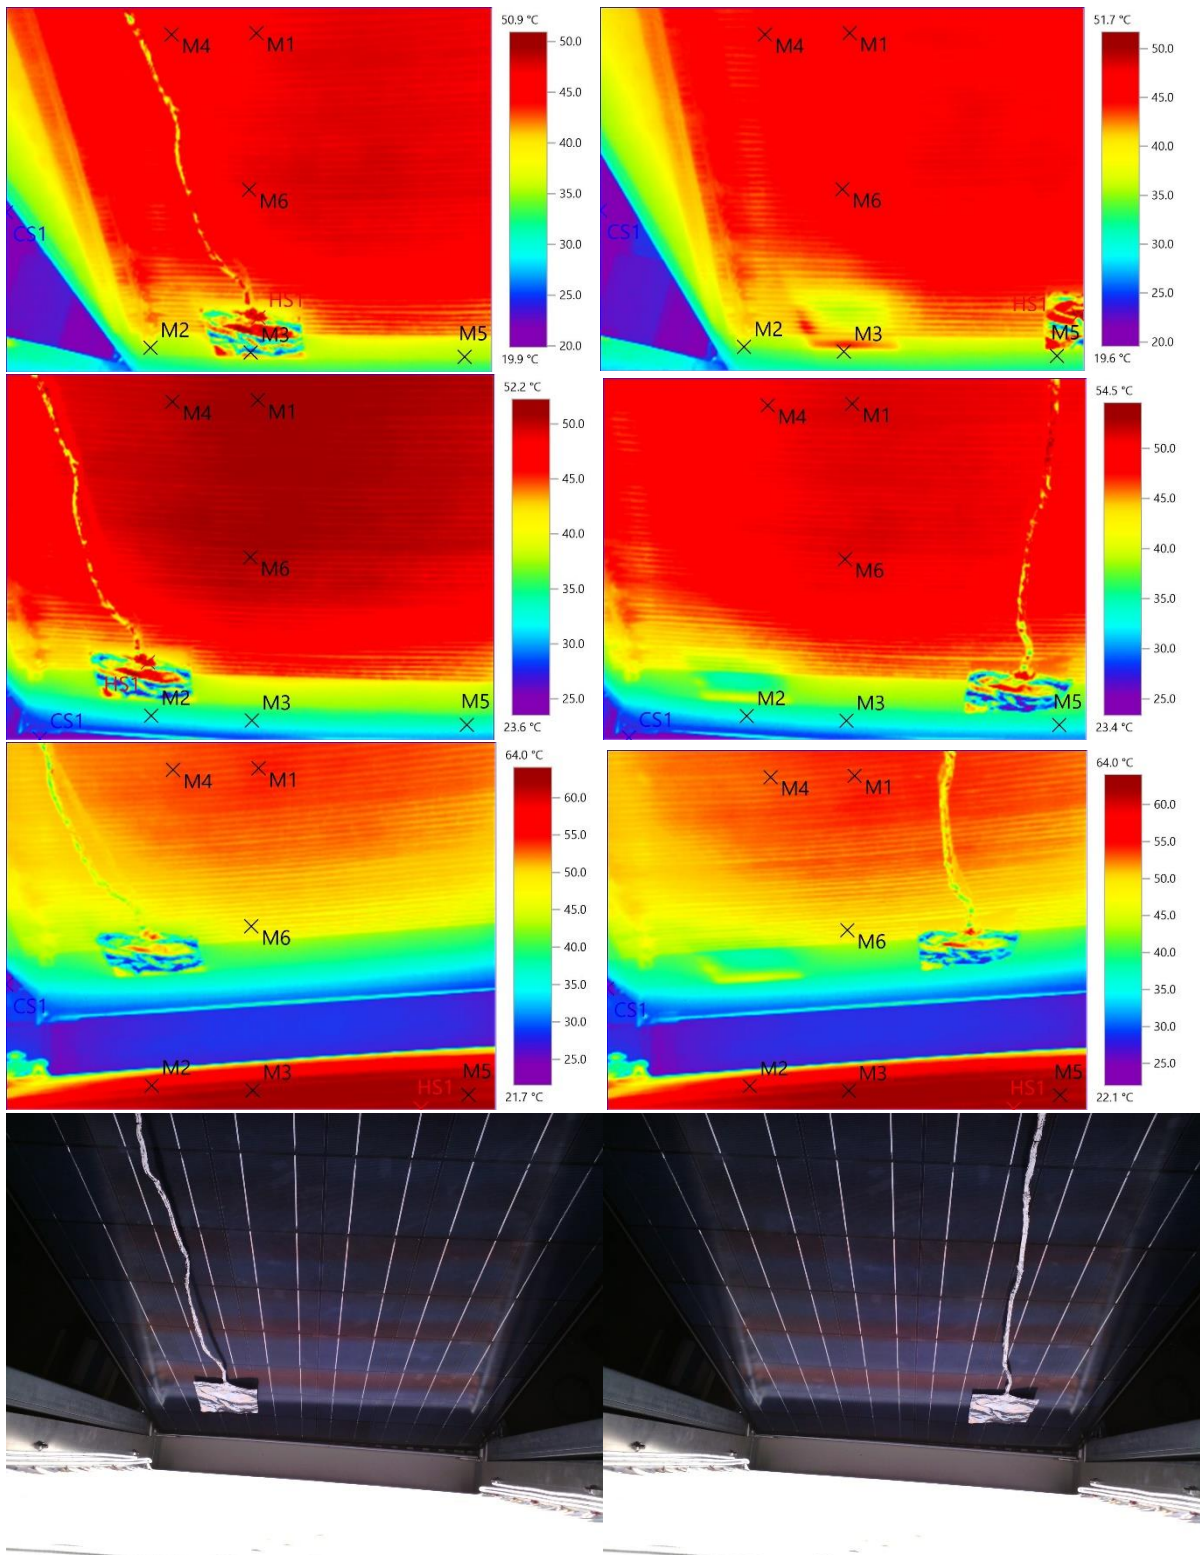 50.9 °C
M4 M1
50.0
45.0
40.0
M6
35.0
CS1
30.0
HS1
25.0
M2 M3 M5
20.0
19.9 °C
51.7 °C
M4 M1
50.0
45.0
40.0
M6
35.0
CS1
30.0
HS1
25.0
M2 M3 M5
20.0
19.6 °C
52.2 °C
M4 M1
50.0
45.0
40.0
M6
35.0
30.0
HS1
M2 M3 M5
25.0
CS1
23.6 °C
54.5 °C
M4 M1
50.0
45.0
40.0
M6
35.0
30.0
M2 M3 M5
25.0
CS1
23.4 °C
64.0 °C
M4 M1
60.0
55.0
50.0
45.0
M6
40.0
35.0
CS1
30.0
25.0
M2 M3 M5
HS1
21.7 °C
64.0 °C
M4 M1
60.0
55.0
50.0
45.0
M6
40.0
35.0
CS1
30.0
25.0
M2 M3 M5
HS1
22.1 °C